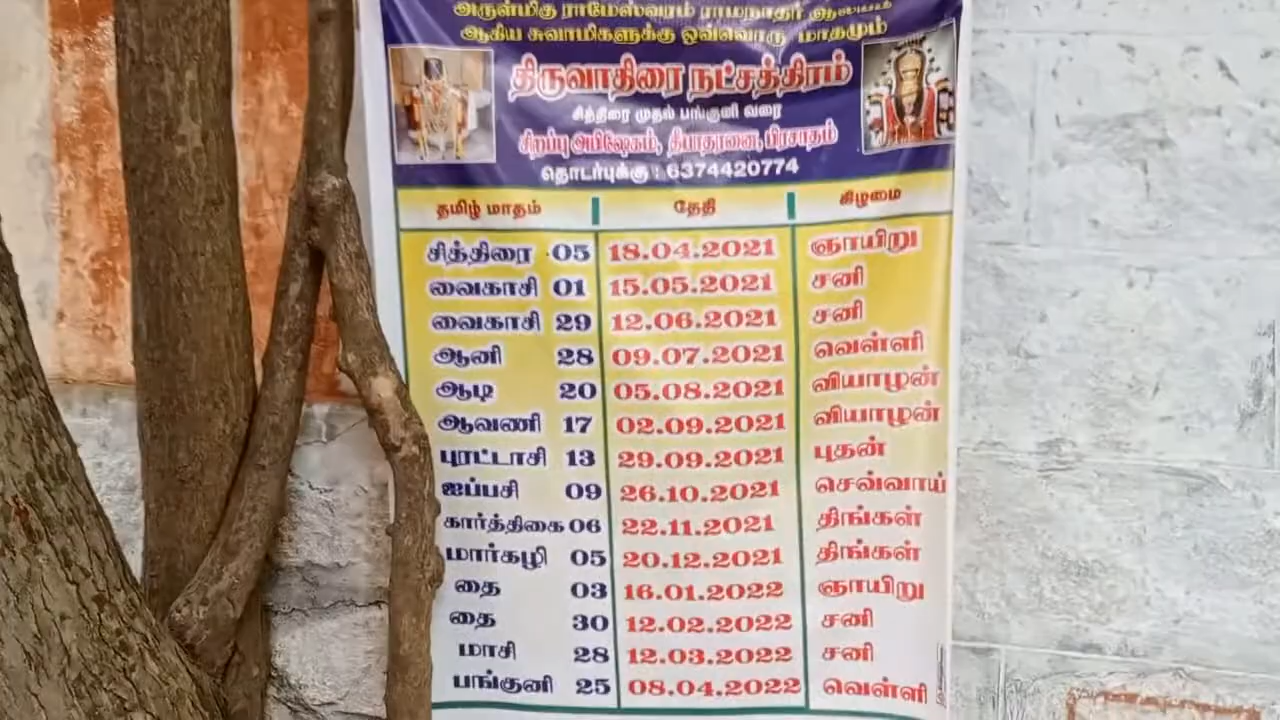 அருள்மிகு ராமேஸ்வரம் ராமநாதர்
ஆகிய சுவாமிகளுக்கு ஒவ்வொரு மாதமும்
திருவாதிரை நட்சத்திரம்
சித்திரை முதல் பங்குனி வரை
சிறப்பு அபிஷேகம், தீபாதரனை, பிரசாதம்
தொடர்புக்கு : 6374420774
தமிழ் மாதம் தேதி கிழமை
சித்திரை 05 18.04.2021 ஞாயிறு
வைகாசி 01 15.05.2021 சனி
வைகாசி 29 12.06.2021 சனி
ஆனி 28 09.07.2021 வெள்ளி
ஆடி 20 05.08.2021 வியாழன்
ஆவணி 17 02.09.2021 வியாழன்
புரட்டாசி 13 29.09.2021 புதன்
ஐப்பசி 09 26.10.2021 செவ்வாய்
கார்த்திகை 06 22.11.2021 திங்கள்
மார்கழி 05 20.12.2021 திங்கள்
தை 03 16.01.2022 ஞாயிறு
தை 30 12.02.2022 சனி
மாசி 28 12.03.2022 சனி
பங்குனி 25 08.04.2022 வெள்ளி